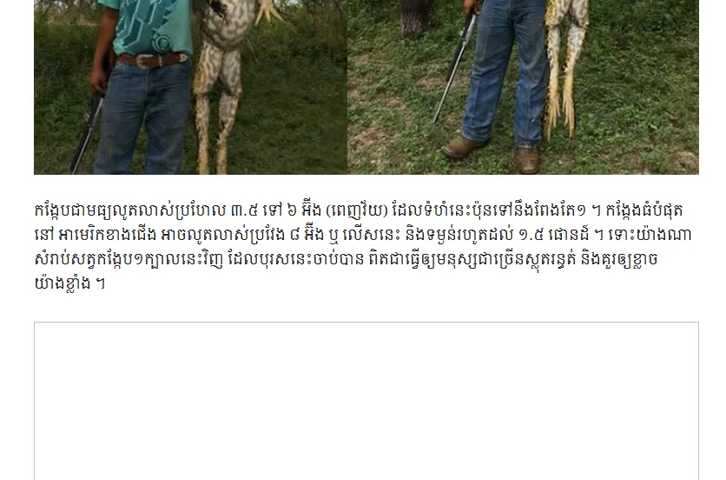 កង្កែបជាមធ្យលូតលាស់ប្រហែល ៣.៥ ទៅ ៦ អ៊ីង (ពេញវ័យ) ដែលទំហំនេះប៉ុនទៅនឹងពែងតែ១ ។ កង្កែងធំបំផុត
នៅ អាមេរិកខាងជើង អាចលូតលាស់ប្រវែង ៨ អ៊ីង ឬ លើសនេះ និងទម្ងន់រហូតដល់ ១.៥ ផោនដ៍ ។ ទោះយ៉ាងណា
សំរាប់សត្វកង្កែប១ក្បាលនេះវិញ ដែលបុរសនេះចាប់បាន ពិតជាធ្វើឲ្យមនុស្សជាច្រើនស្លុតរន្ធត់ និងគួរឲ្យខ្លាច
យ៉ាងខ្លាំង ។